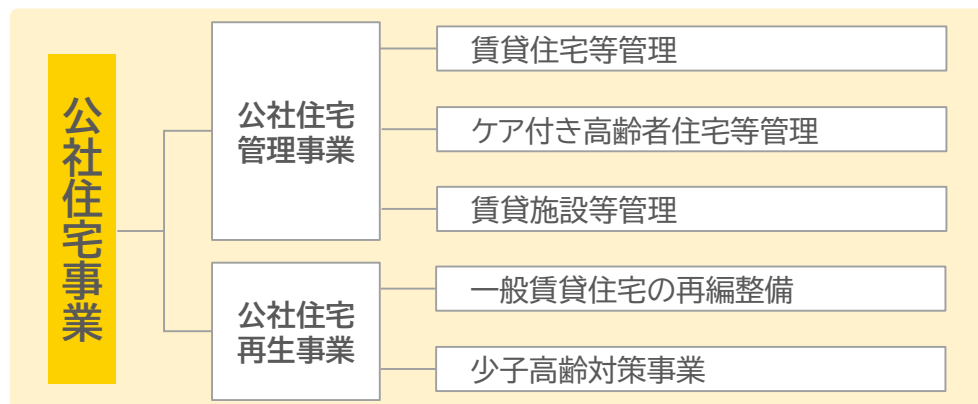 公社住宅事業
公社住宅
管理事業
賃貸住宅等管理
ケア付き高齢者住宅等管理
賃貸施設等管理
公社住宅
再生事業
一般賃貸住宅の再編整備
少子高齢対策事業